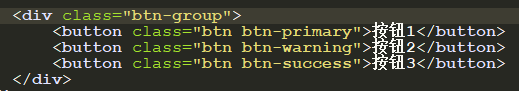 <div class="btn-group">
    <button class="btn btn-primary">按钮1</button>
    <button class="btn btn-warning">按钮2</button>
    <button class="btn btn-success">按钮3</button>
</div>